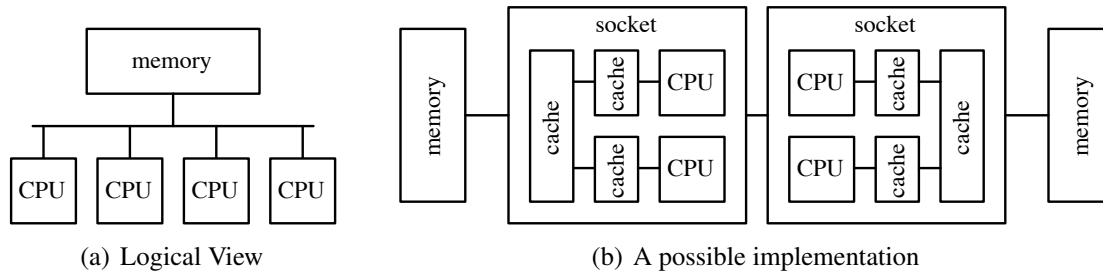 memory
CPU CPU CPU CPU
(a) Logical View
socket socket
memory cache cache CPU CPU cache cache memory
cache CPU CPU cache
(b) A possible implementation